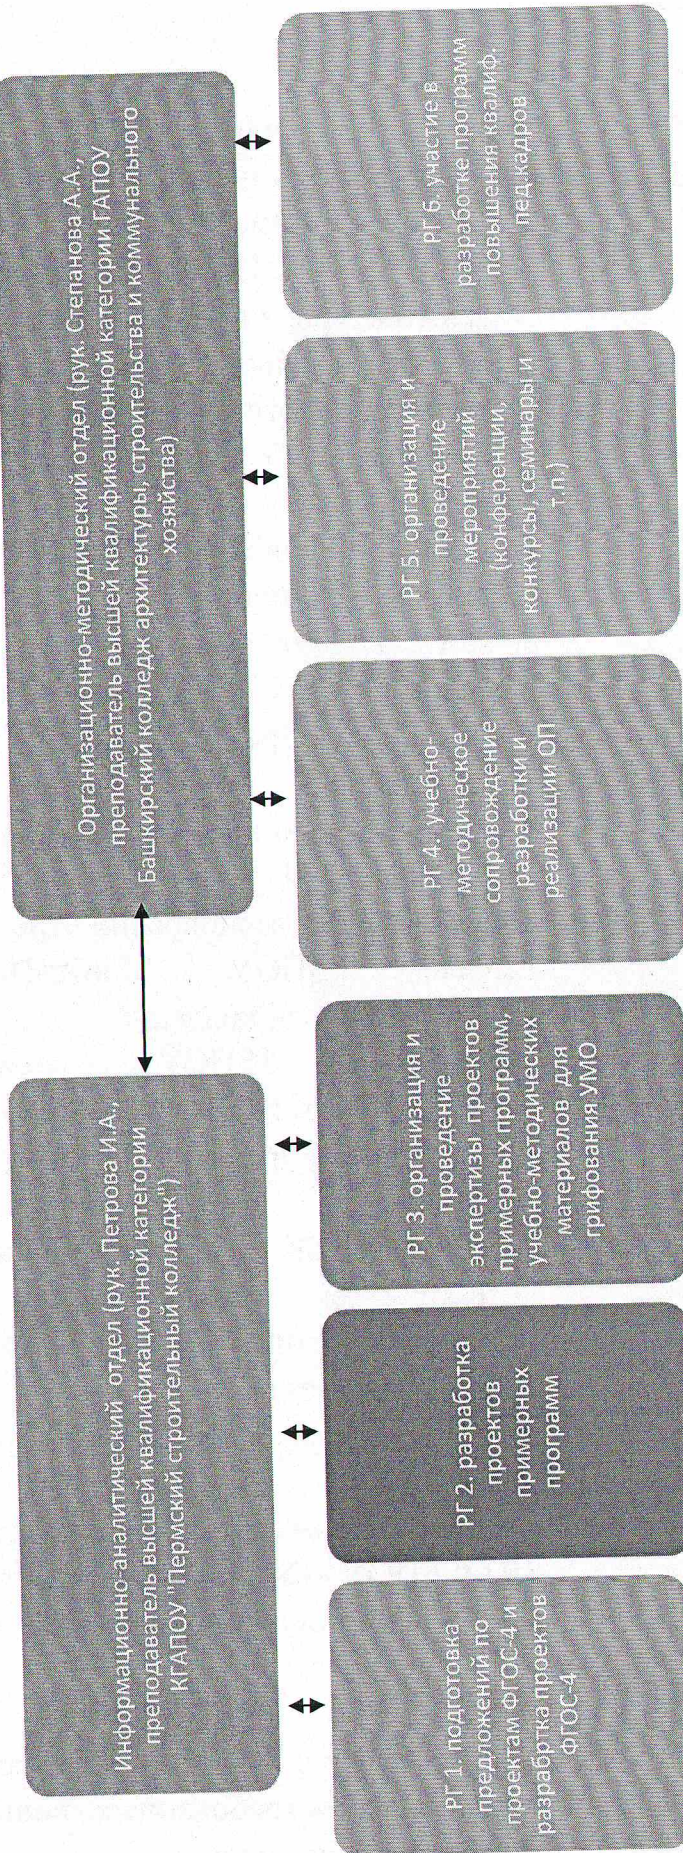 Информационно-аналитический отдел (рук. Петрова И.А.,
преподаватель высшей квалификационной категории
КГАПОУ "Пермский строительный колледж")
Организационно-методический отдел (рук. Степанова А.А.,
преподаватель высшей квалификационной категории ГАПОУ
Башкирский колледж архитектуры, строительства и коммунального
хозяйства)
РГ 1. подготовка
предложений по
проектам ФГОС-4 и
разрабртка проектов
ФГОС-4
РГ 2. разработка
проектов
примерных
программ
РГ 3. организация и
проведение
экспертизы проектов
примерных программ,
учебно-методических
материалов для
грифования УМО
РГ 4. учебно-
методическое
сопровождение
разработки и
реализации ОП
РГ 5. организация и
проведение
мероприятий
(конференции,
конкурсы, семинары и
т.п.)
РГ 6. участие в
разработке программ
повышения квалиф.
пед.кадров